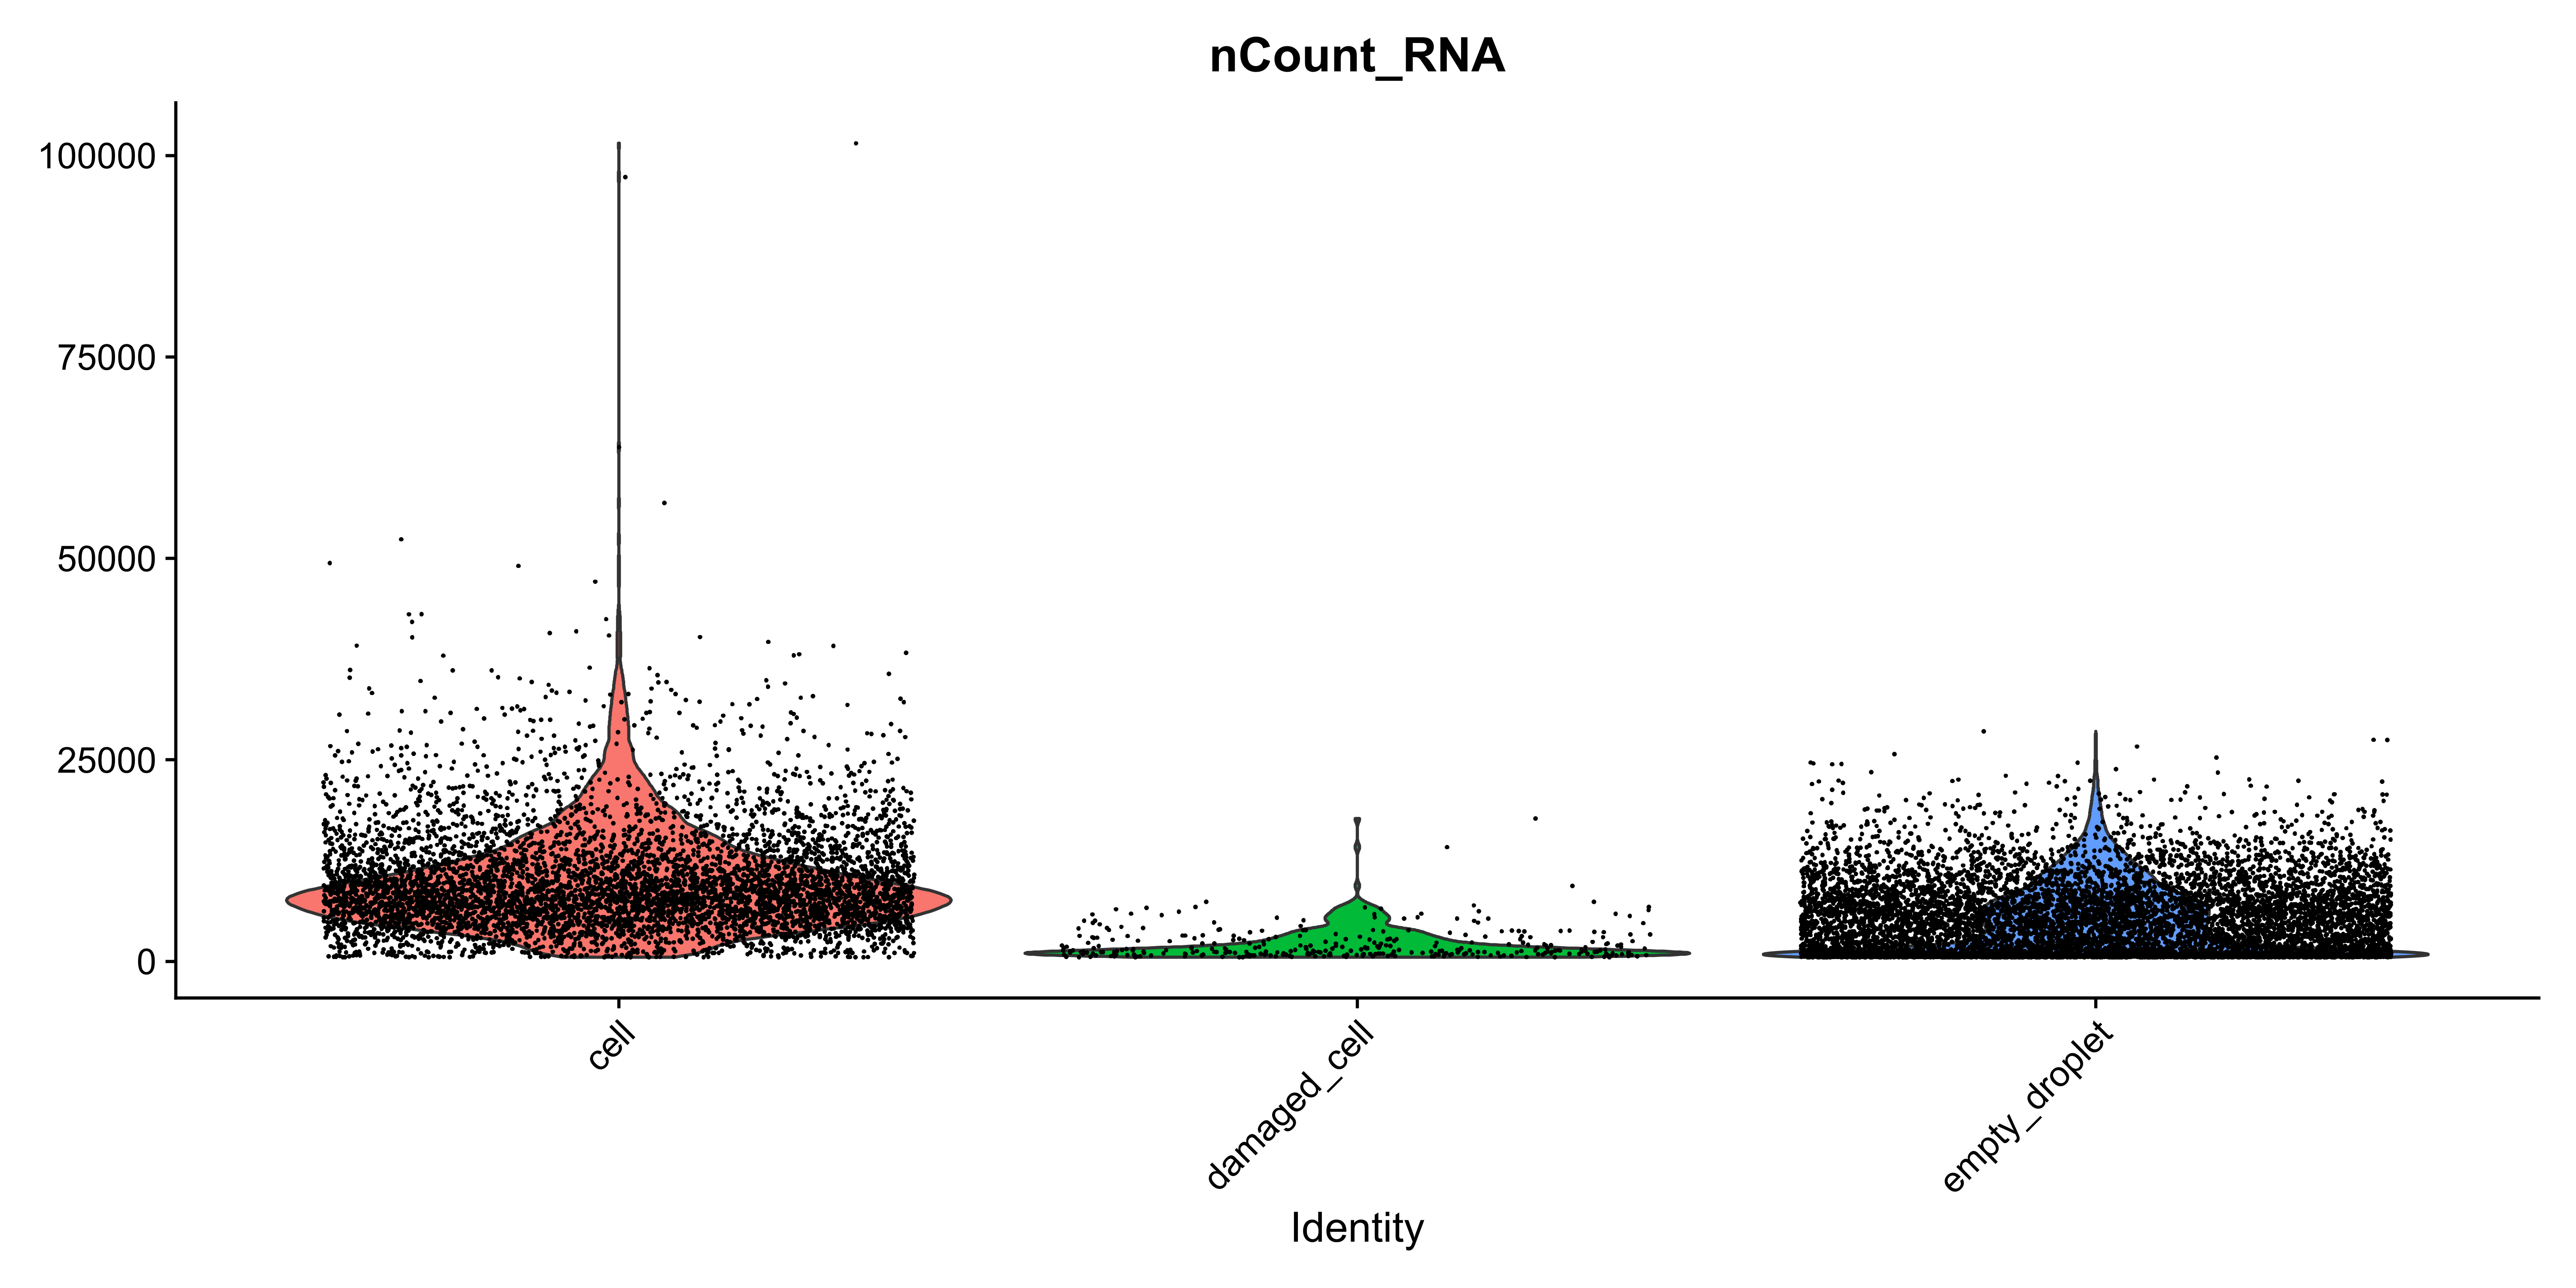 nCount_RNA
100000
75000
50000
25000
0
cell
damaged_cell
empty_droplet
Identity